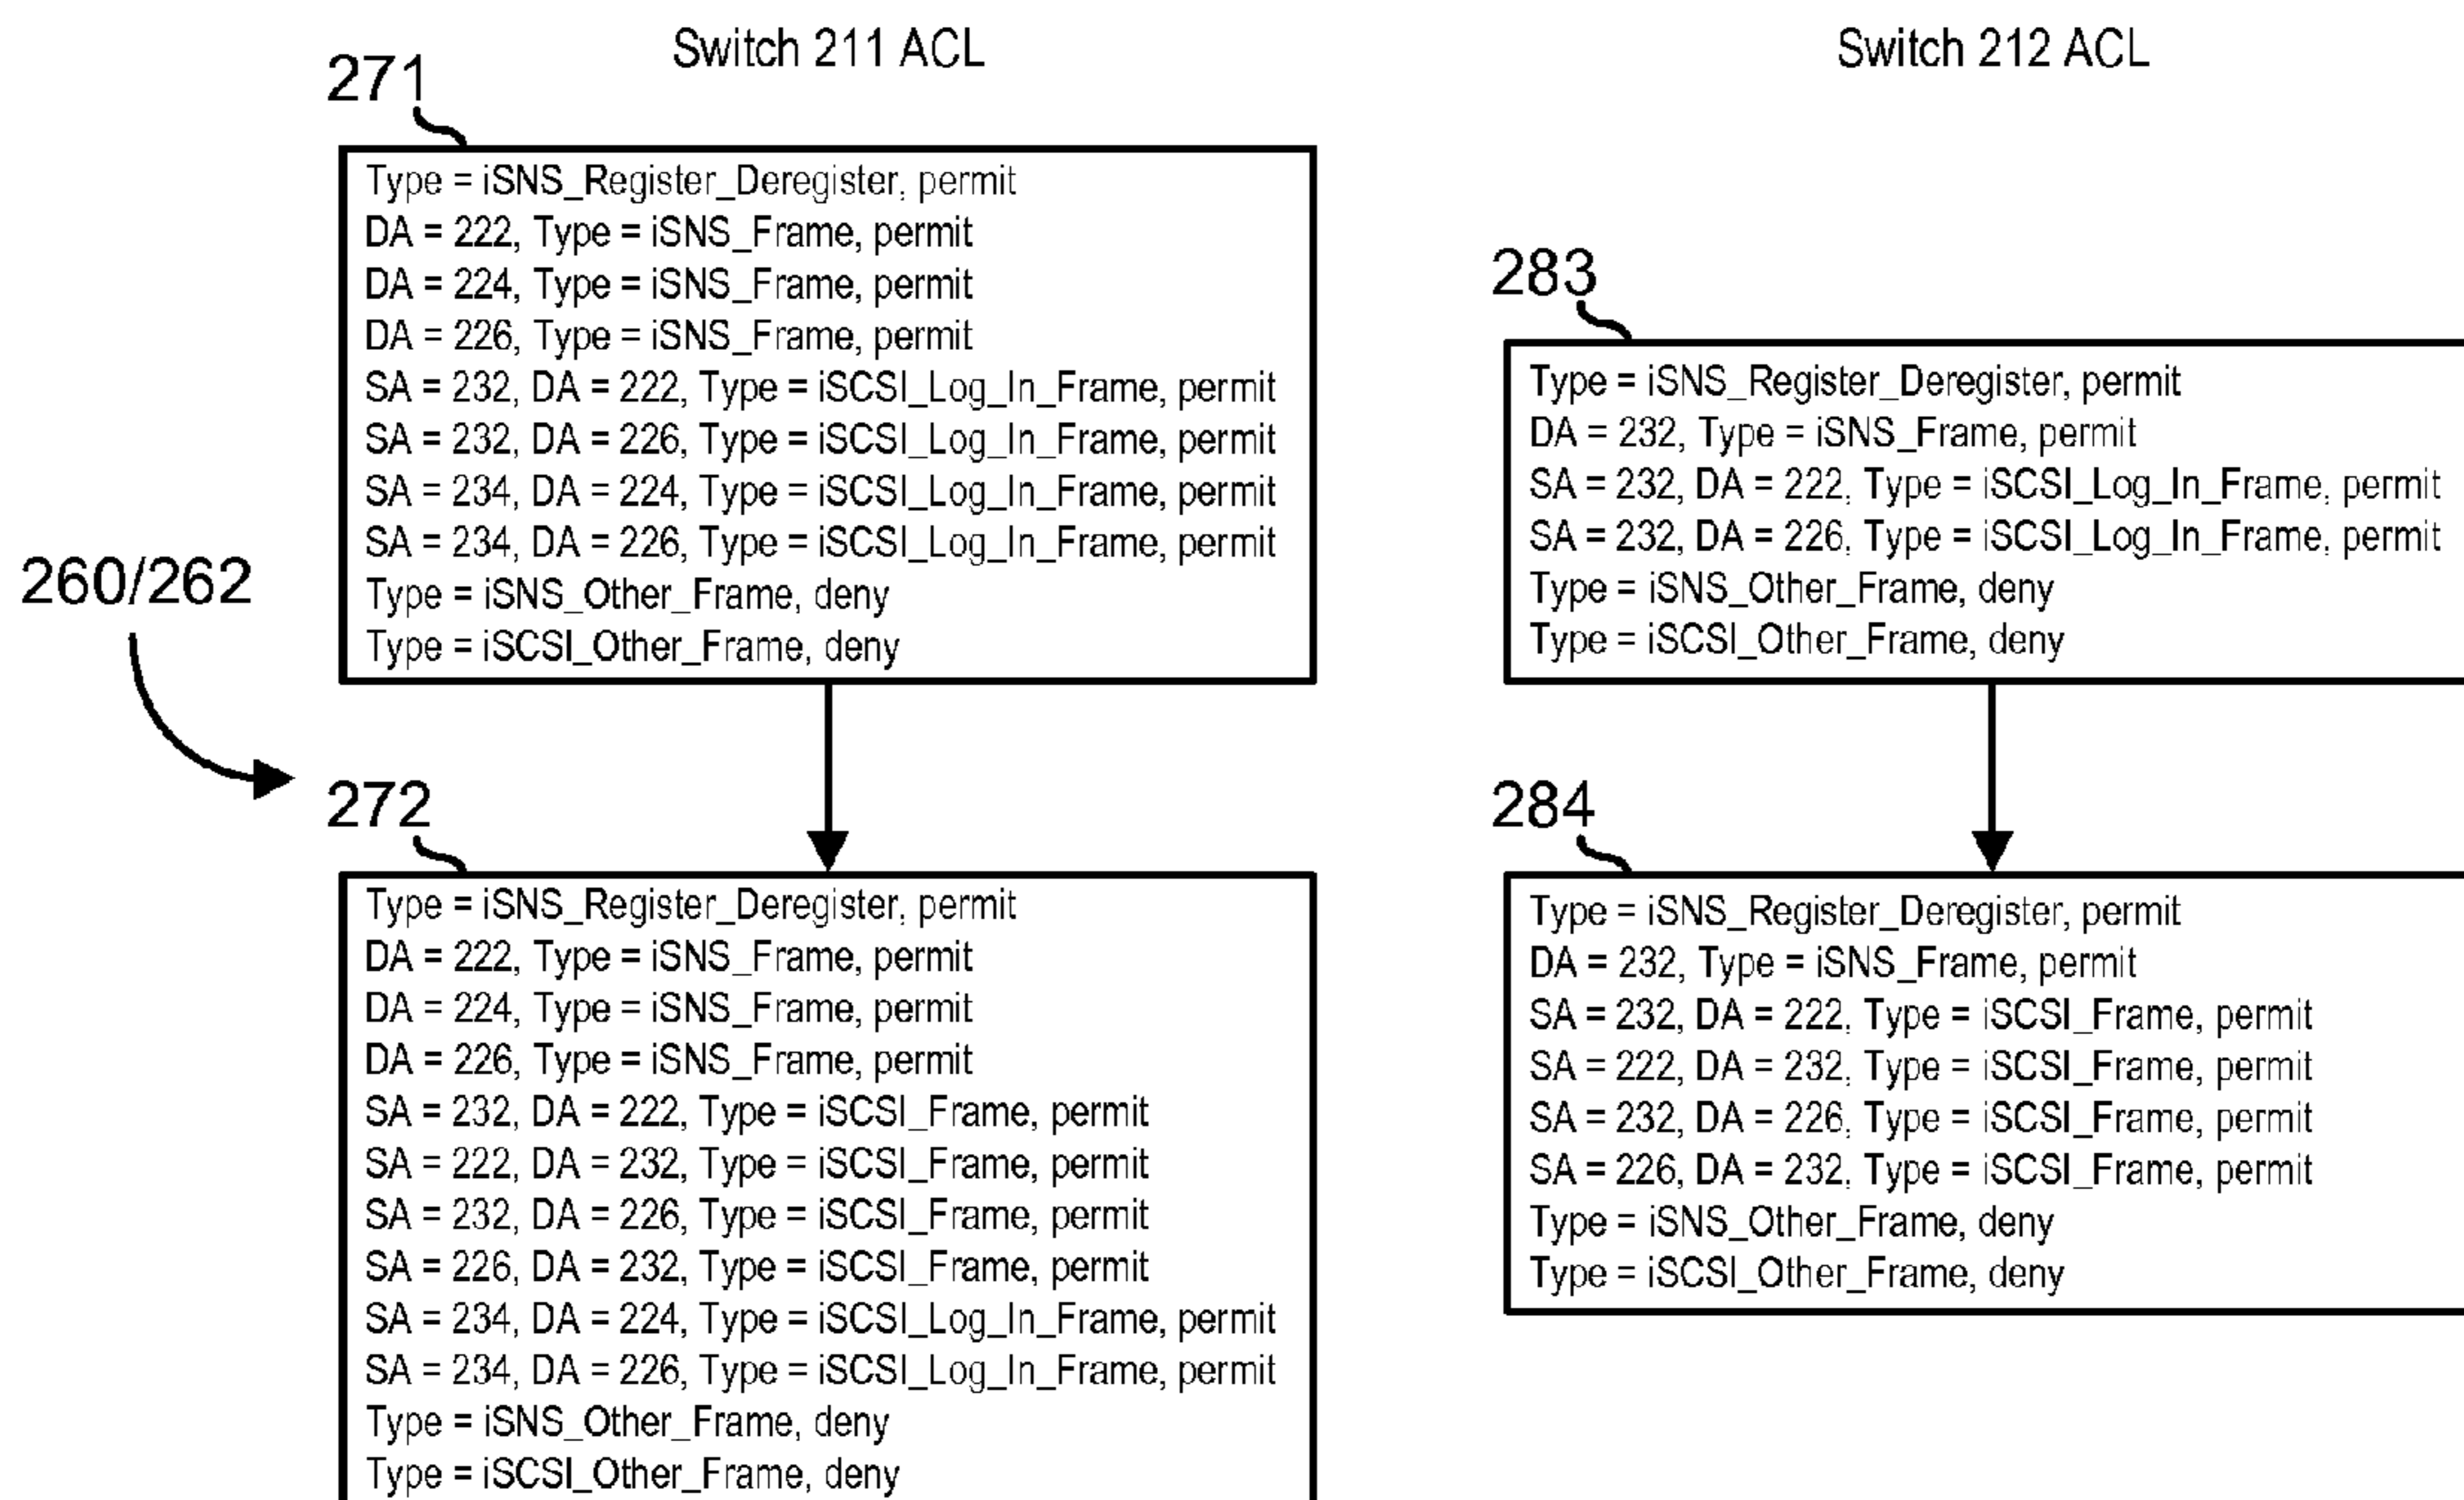 Switch 211 ACL
271
Type = iSNS_Register_Deregister, permit
DA = 222, Type = iSNS_Frame, permit
DA = 224, Type = iSNS_Frame, permit
DA = 226, Type = iSNS_Frame, permit
SA = 232, DA = 222, Type = iSCSI_Log_In_Frame, permit
SA = 232, DA = 226, Type = iSCSI_Log_In_Frame, permit
SA = 234, DA = 224, Type = iSCSI_Log_In_Frame, permit
SA = 234, DA = 226, Type = iSCSI_Log_In_Frame, permit
Type = iSNS_Other_Frame, deny
Type = iSCSI_Other_Frame, deny
260/262
272
Type = iSNS_Register_Deregister, permit
DA = 222, Type = iSNS_Frame, permit
DA = 224, Type = iSNS_Frame, permit
DA = 226, Type = iSNS_Frame, permit
SA = 232, DA = 222, Type = iSCSI_Frame, permit
SA = 222, DA = 232, Type = iSCSI_Frame, permit
SA = 232, DA = 226, Type = iSCSI_Frame, permit
SA = 226, DA = 232, Type = iSCSI_Frame, permit
SA = 234, DA = 224, Type = iSCSI_Log_In_Frame, permit
SA = 234, DA = 226, Type = iSCSI_Log_In_Frame, permit
Type = iSNS_Other_Frame, deny
Type = iSCSI_Other_Frame, deny
Switch 212 ACL
283
Type = iSNS_Register_Deregister, permit
DA = 232, Type = iSNS_Frame, permit
SA = 232, DA = 222, Type = iSCSI_Log_In_Frame, permit
SA = 232, DA = 226, Type = iSCSI_Log_In_Frame, permit
Type = iSNS_Other_Frame, deny
Type = iSCSI_Other_Frame, deny
284
Type = iSNS_Register_Deregister, permit
DA = 232, Type = iSNS_Frame, permit
SA = 232, DA = 222, Type = iSCSI_Frame, permit
SA = 222, DA = 232, Type = iSCSI_Frame, permit
SA = 232, DA = 226, Type = iSCSI_Frame, permit
SA = 226, DA = 232, Type = iSCSI_Frame, permit
Type = iSNS_Other_Frame, deny
Type = iSCSI_Other_Frame, deny